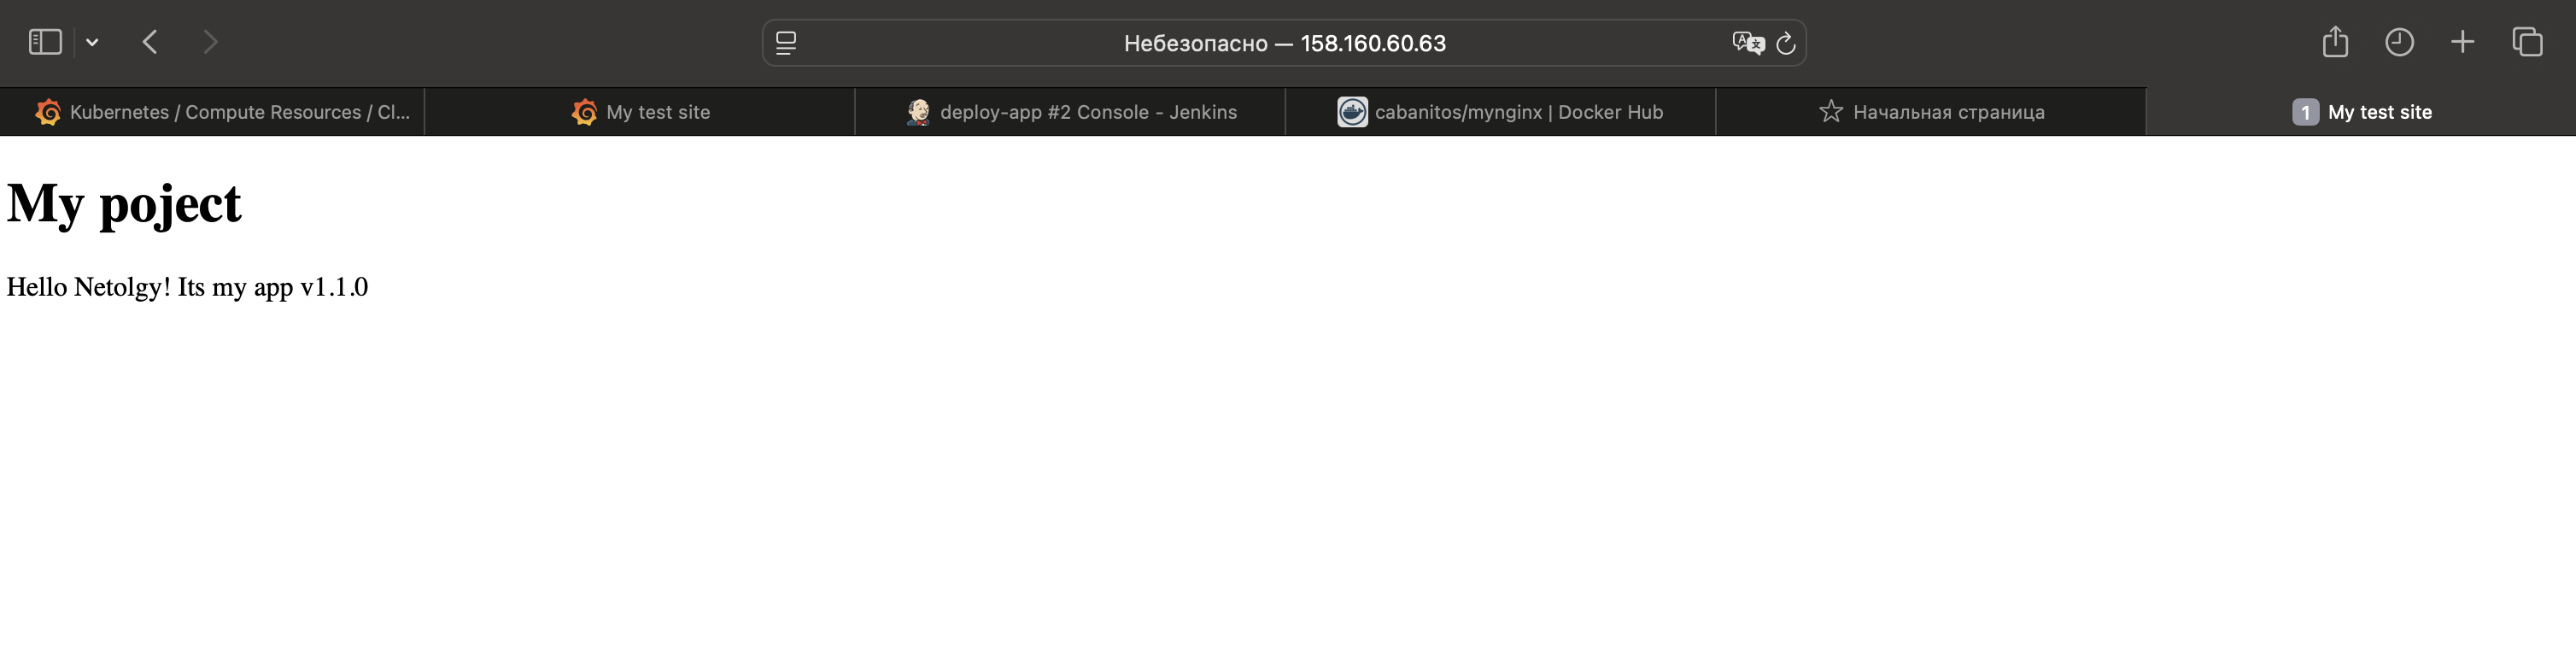 Небезопасно — 158.160.60.63
Kubernetes / Compute Resources / Cl...
My test site
deploy-app #2 Console - Jenkins
cabanitos/mynginx | Docker Hub
Начальная страница
1 My test site
My poject
Hello Netolgy! Its my app v1.1.0